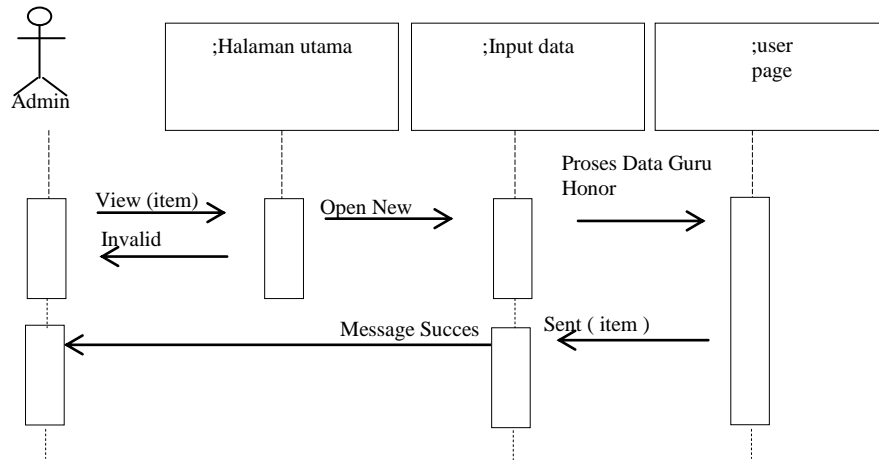 ;Halaman utama
;Input data
;user
page
Admin
Proses Data Guru
Honor
View (item)
Open New
Invalid
Message Succes
Sent ( item )